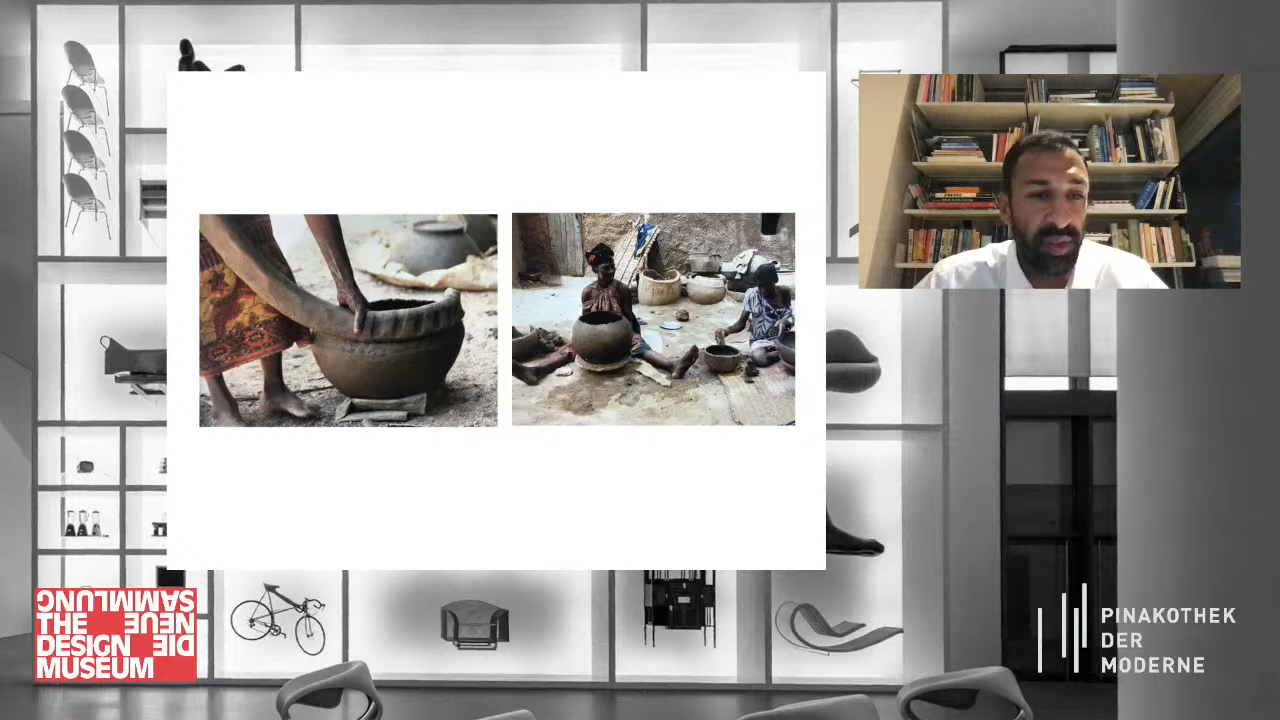 DIE
NEUE
SAMMLUNG
THE
DESIGN
MUSEUM
PINAKOTHEK
DER
MODERNE